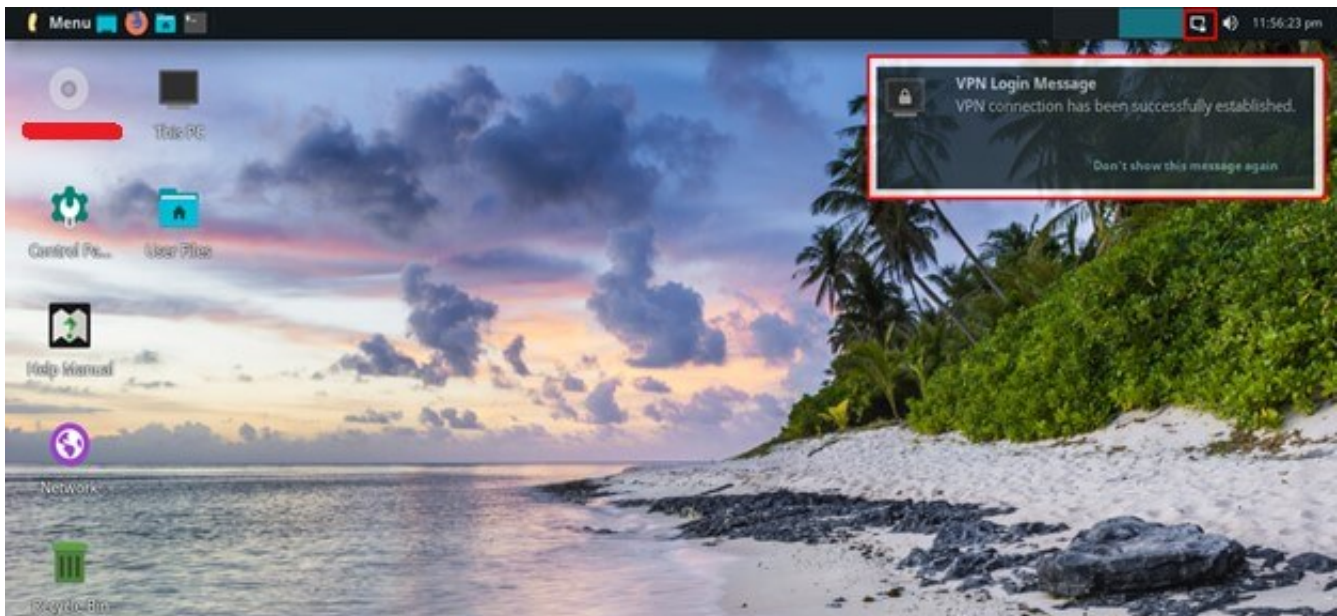 Menu
11:56:23 pm
VPN Login Message
VPN connection has been successfully established.
Don't show this message again
This PC
Control Pa...
User Files
Help Manual
Network
Recycle Bin